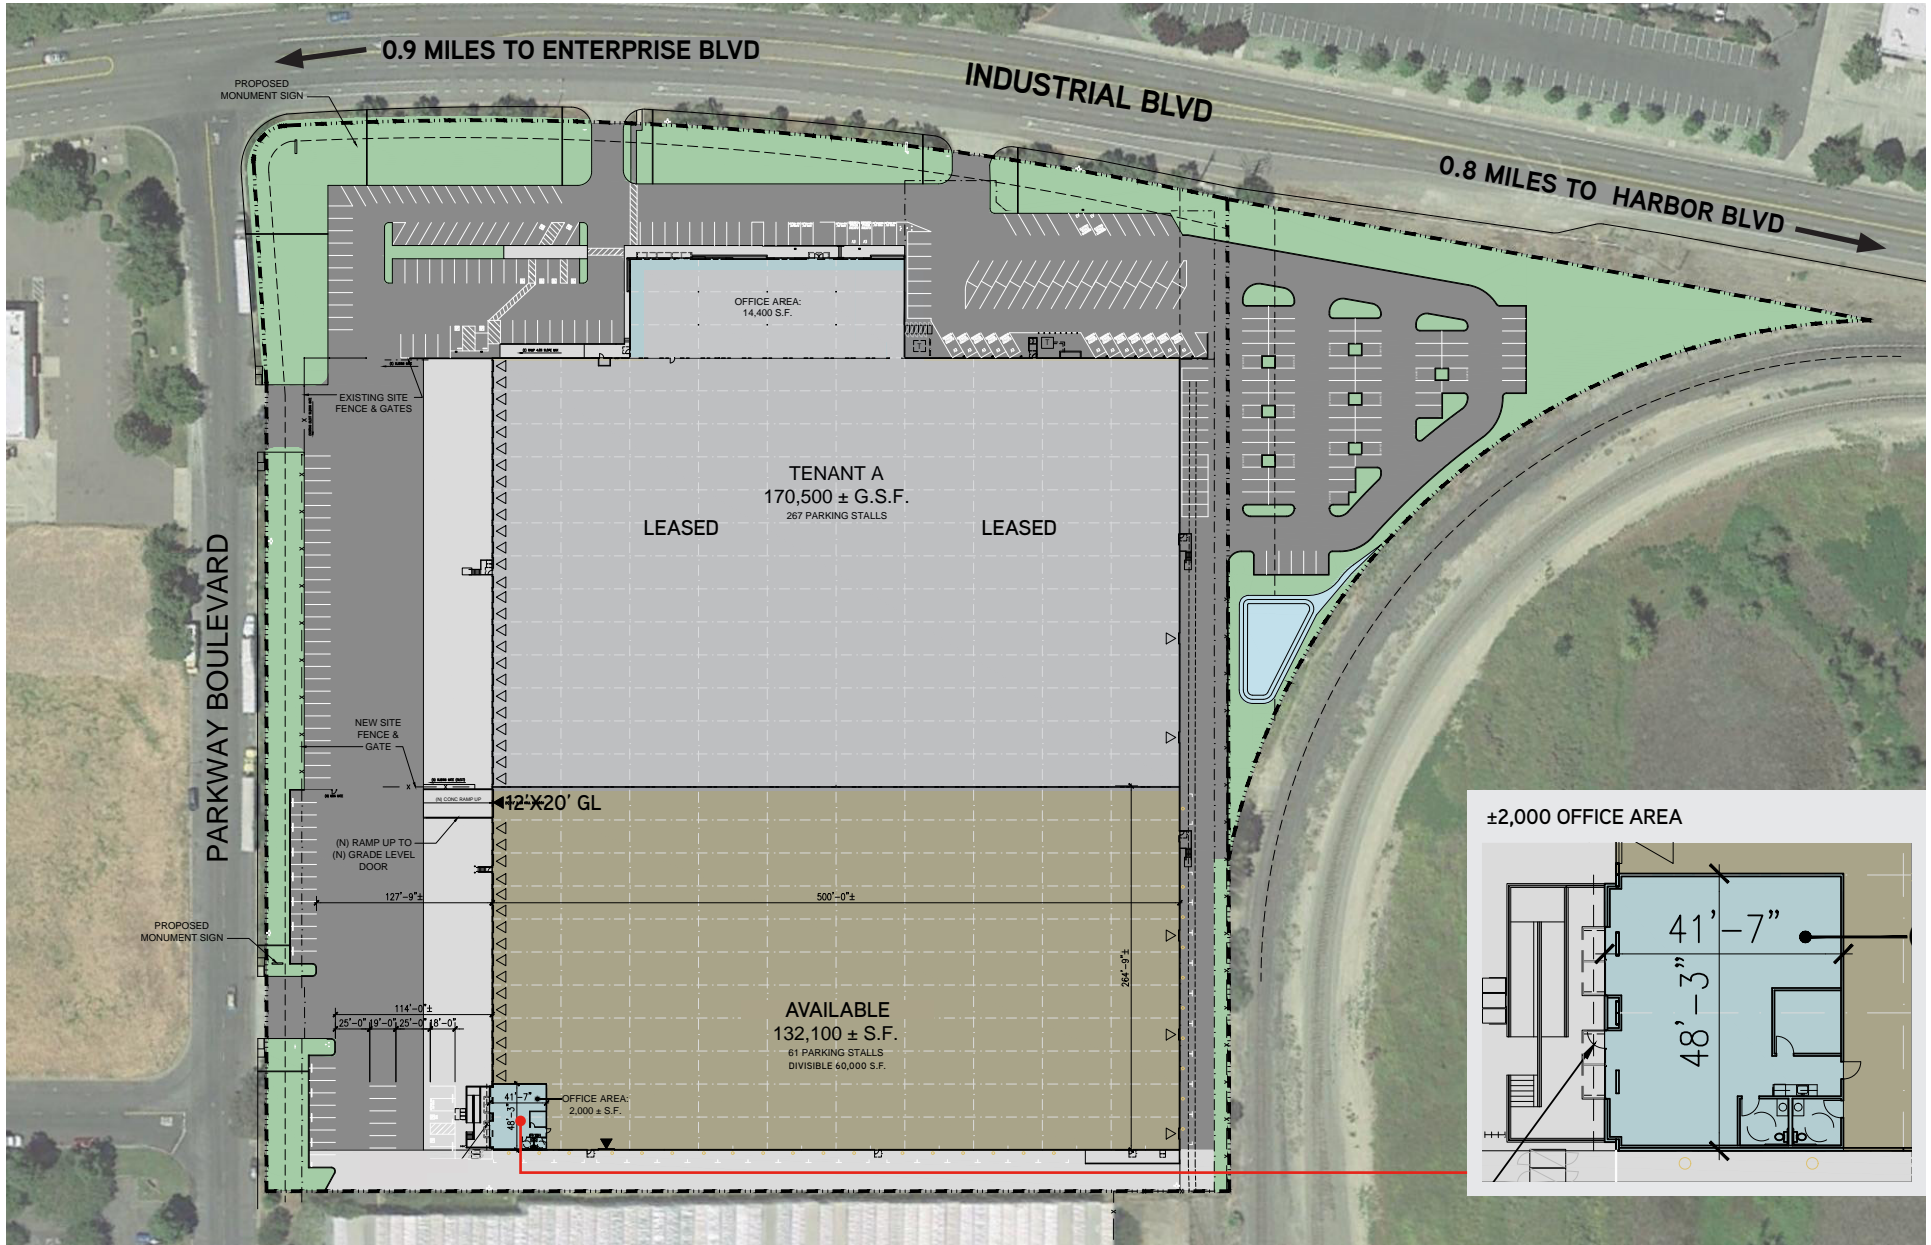 0.9 MILES TO ENTERPRISE BLVD
INDUSTRIAL BLVD
0.8 MILES TO HARBOR BLVD
PROPOSED
MONUMENT SIGN
OFFICE AREA:
14,400 S.F.
EXISTING SITE
FENCE & GATES
TENANT A
170,500 ± G.S.F.
267 PARKING STALLS
LEASED
LEASED
PARKWAY BOULEVARD
NEW SITE
FENCE &
GATE
(N) CONC RAMP UP
12'X20' GL
(N) RAMP UP TO
(N) GRADE LEVEL
DOOR
127'-9"±
500'-0"±
264'-9"±
PROPOSED
MONUMENT SIGN
114'-0"±
25'-0"
19'-0"
25'-0"
18'-0"
AVAILABLE
132,100 ± S.F.
61 PARKING STALLS
DIVISIBLE 60,000 S.F.
41'-7"
48'-3"
OFFICE AREA:
2,000 ± S.F.
±2,000 OFFICE AREA
41'-7"
48'-3"